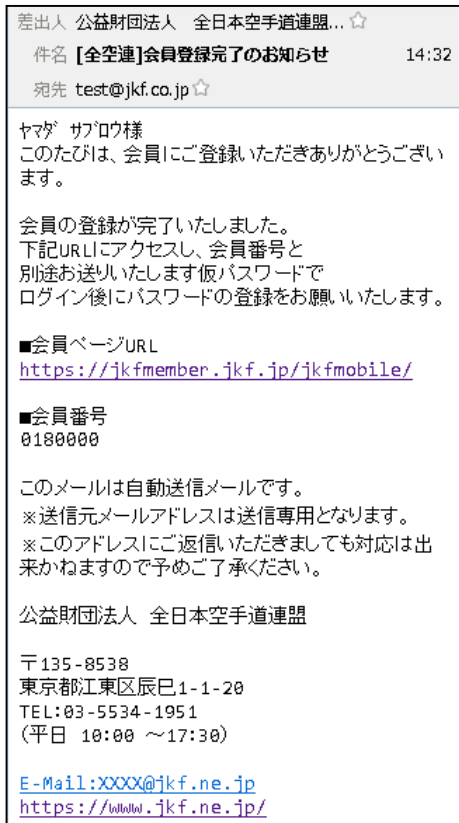 差出人 公益財団法人　全日本空手道連盟...☆
件名 [全空連]会員登録完了のお知らせ 14:32
宛先 test@jkf.co.jp☆
ﾔﾏﾀﾞ ｻﾌﾞﾛｳ様
このたびは、会員にご登録いただきありがとうござい
ます。
会員の登録が完了いたしました。
下記URLにアクセスし、会員番号と
別途お送りいたします仮パスワードで
ログイン後にパスワードの登録をお願いいたします。
■会員ページURL
https://jkfmember.jkf.jp/jkfmobile/
■会員番号
0180000
このメールは自動送信メールです。
※送信元メールアドレスは送信専用となります。
※このアドレスにご返信いただきましても対応は出
来かねますので予めご了承ください。
公益財団法人 全日本空手道連盟
〒135-8538
東京都江東区辰巳1-1-20
TEL:03-5534-1951
(平日 10:00 ～17:30)
E-Mail:XXXX@jkf.ne.jp
https://www.jkf.ne.jp/